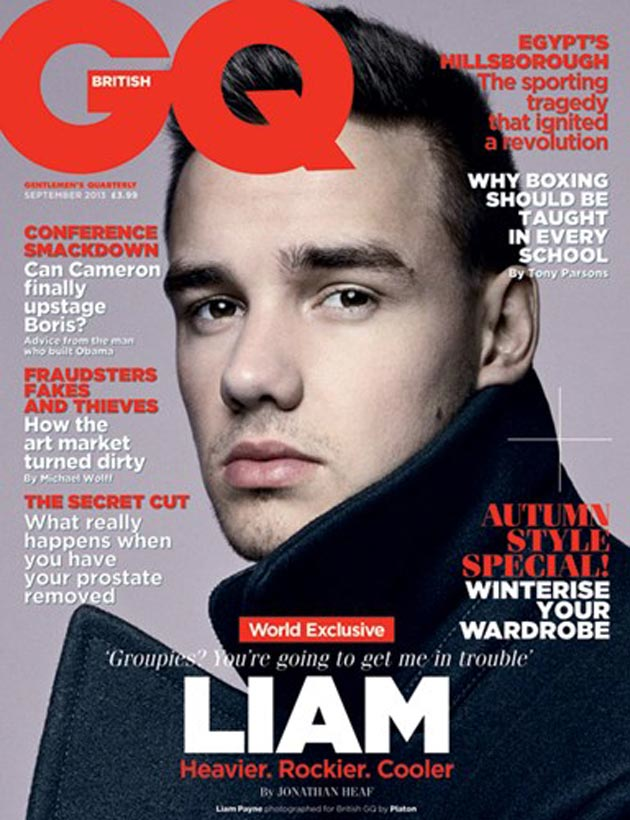 GQ
BRITISH
GENTLEMEN'S QUARTERLY
SEPTEMBER 2013 £3.99
CONFERENCE
SMACKDOWN
Can Cameron
finally
upstage
Boris?
Advice from the man
who built Obama
FRAUDSTERS
FAKES
AND THIEVES
How the
art market
turned dirty
By Michael Wolff
THE SECRET CUT
What really
happens when
you have
your prostate
removed
EGYPT'S
HILLSBOROUGH
The sporting
tragedy
that ignited
a revolution
WHY BOXING
SHOULD BE
TAUGHT
IN EVERY
SCHOOL
By Tony Parsons
AUTUMN
STYLE
SPECIAL!
WINTERISE
YOUR
WARDROBE
World Exclusive
'Groupies? You're going to get me in trouble'
LIAM
Heavier. Rockier. Cooler
By JONATHAN HEAF
Liam Payne photographed for British GQ by Platon